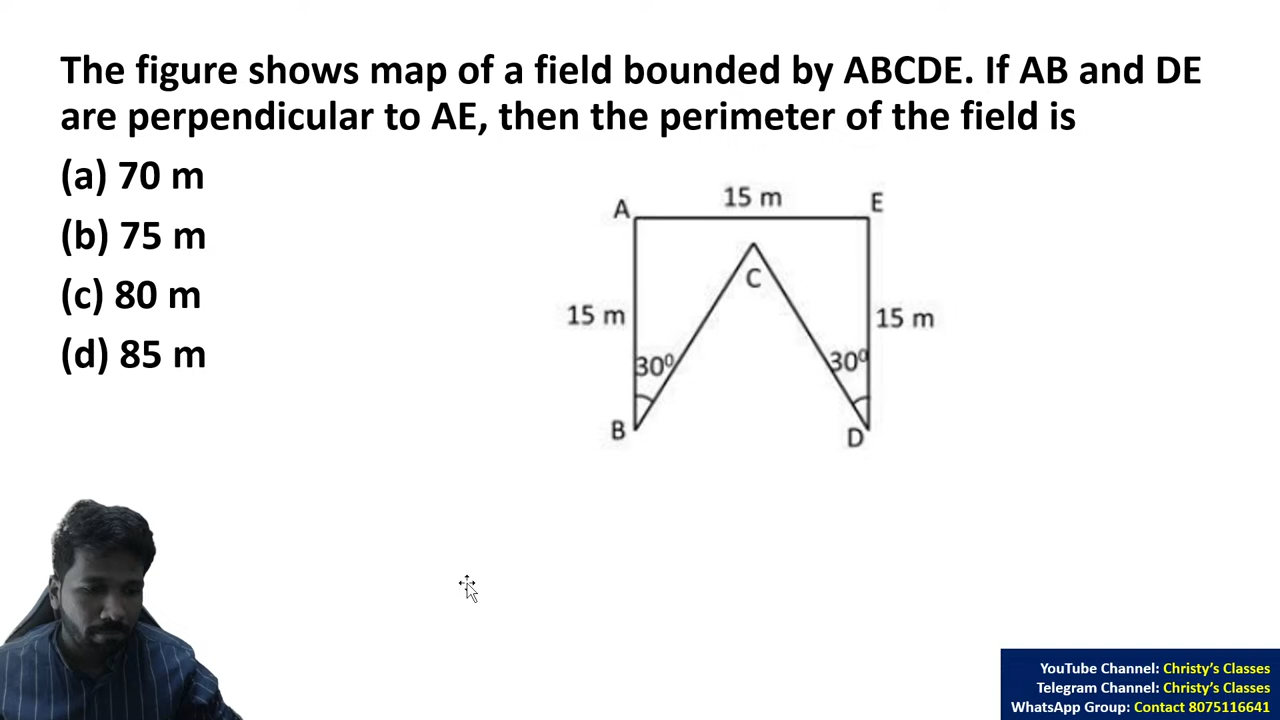 The figure shows map of a field bounded by ABCDE. If AB and DE
are perpendicular to AE, then the perimeter of the field is
(a) 70 m
(b) 75 m
(c) 80 m
(d) 85 m
15 m
A
E
C
15 m
15 m
30⁰
30⁰
B
D
YouTube Channel: Christy's Classes
Telegram Channel: Christy's Classes
WhatsApp Group: Contact 8075116641